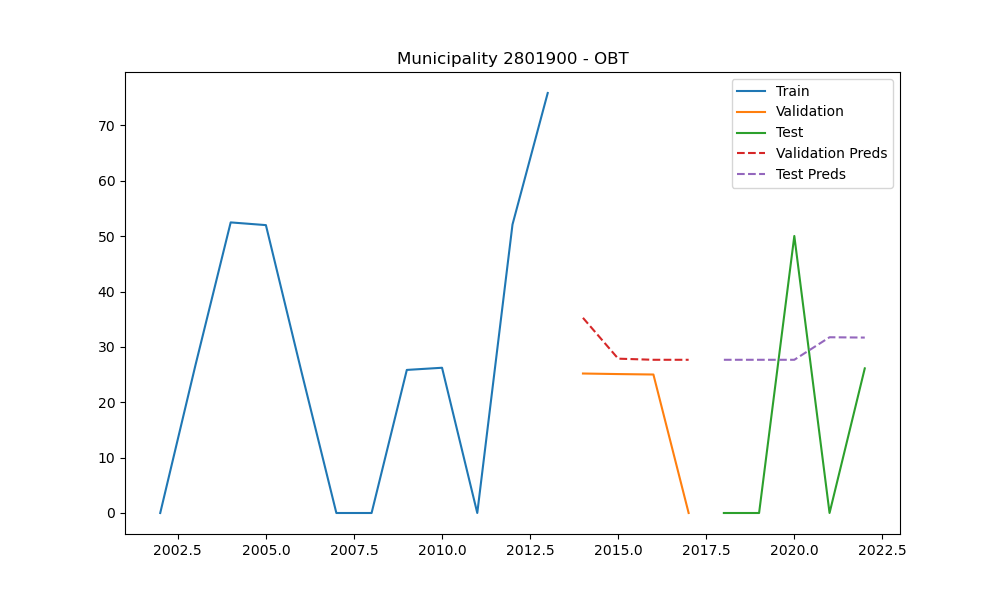 Municipality 2801900 - OBT
Train
Validation
Test
Validation Preds
Test Preds
70
60
50
40
30
20
10
0
2002.5 2005.0 2007.5 2010.0 2012.5 2015.0 2017.5 2020.0 2022.5